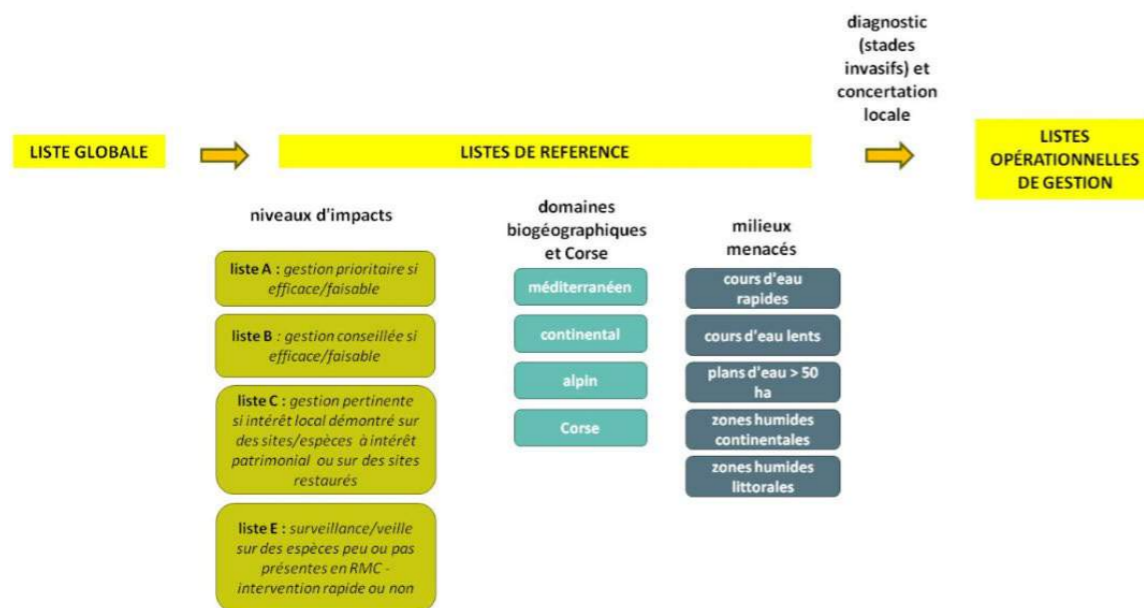 diagnostic
(stades
invasifs) et
concertation
locale
LISTE GLOBALE
LISTES DE REFERENCE
LISTES
OPÉRATIONNELLES
DE GESTION
niveaux d'impacts
domaines
biogéographiques
et Corse
milieux
menacés
liste A : gestion prioritaire si
efficace/faisable
liste B : gestion conseillée si
efficace/faisable
liste C : gestion pertinente
si intérêt local démontré sur
des sites/espèces à intérêt
patrimonial ou sur des sites
restaurés
liste E : surveillance/veille
sur des espèces peu ou pas
présentes en RMC -
intervention rapide ou non
méditerranéen
continental
alpin
Corse
cours d'eau
rapides
cours d'eau lents
plans d'eau > 50
ha
zones humides
continentales
zones humides
littorales